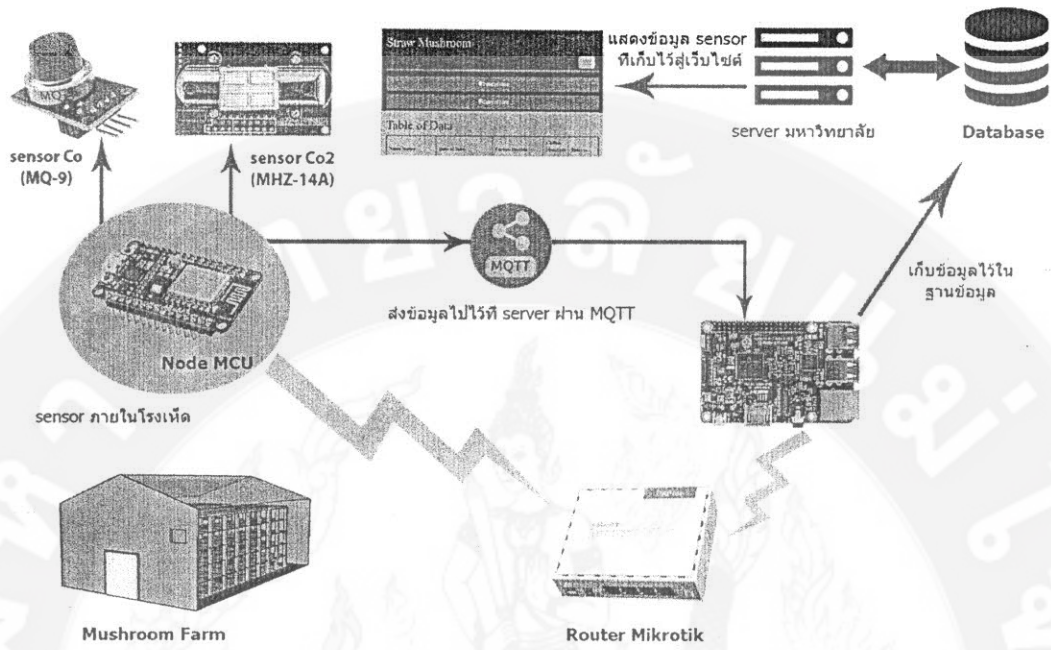 Straw Mushroom
แสดงข้อมูล sensor
ที่เก็บไว้สู่เว็บไซต์
server มหาวิทยาลัย
Database
Table of Data
sensor Co
(MQ-9)
sensor Co2
(MHZ-14A)
MQTT
ส่งข้อมูลไปไว้ที่ server ผ่าน MQTT
เก็บข้อมูลไว้ใน
ฐานข้อมูล
Node MCU
sensor ภายในโรงเห็ด
Mushroom Farm
Router Mikrotik